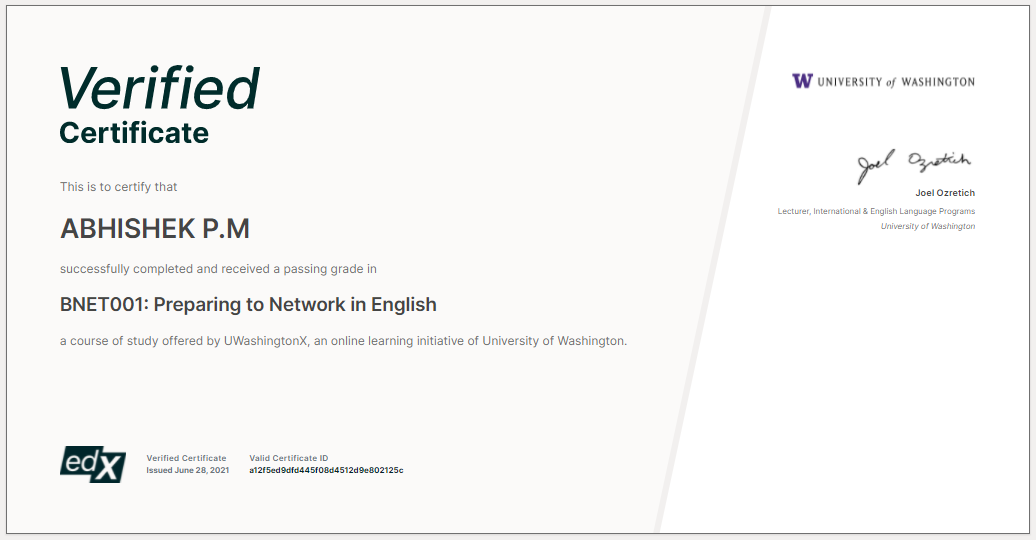 Verified
Certificate
This is to certify that
ABHISHEK P.M
successfully completed and received a passing grade in
BNET001: Preparing to Network in English
a course of study offered by UWashingtonX, an online learning initiative of University of Washington.
edX
Verified Certificate
Issued June 28, 2021
Valid Certificate ID
a12f5ed9dfd445f08d4512d9e802125c
W UNIVERSITY of WASHINGTON
Joel Ozretich
Joel Ozretich
Lecturer, International & English Language Programs
University of Washington